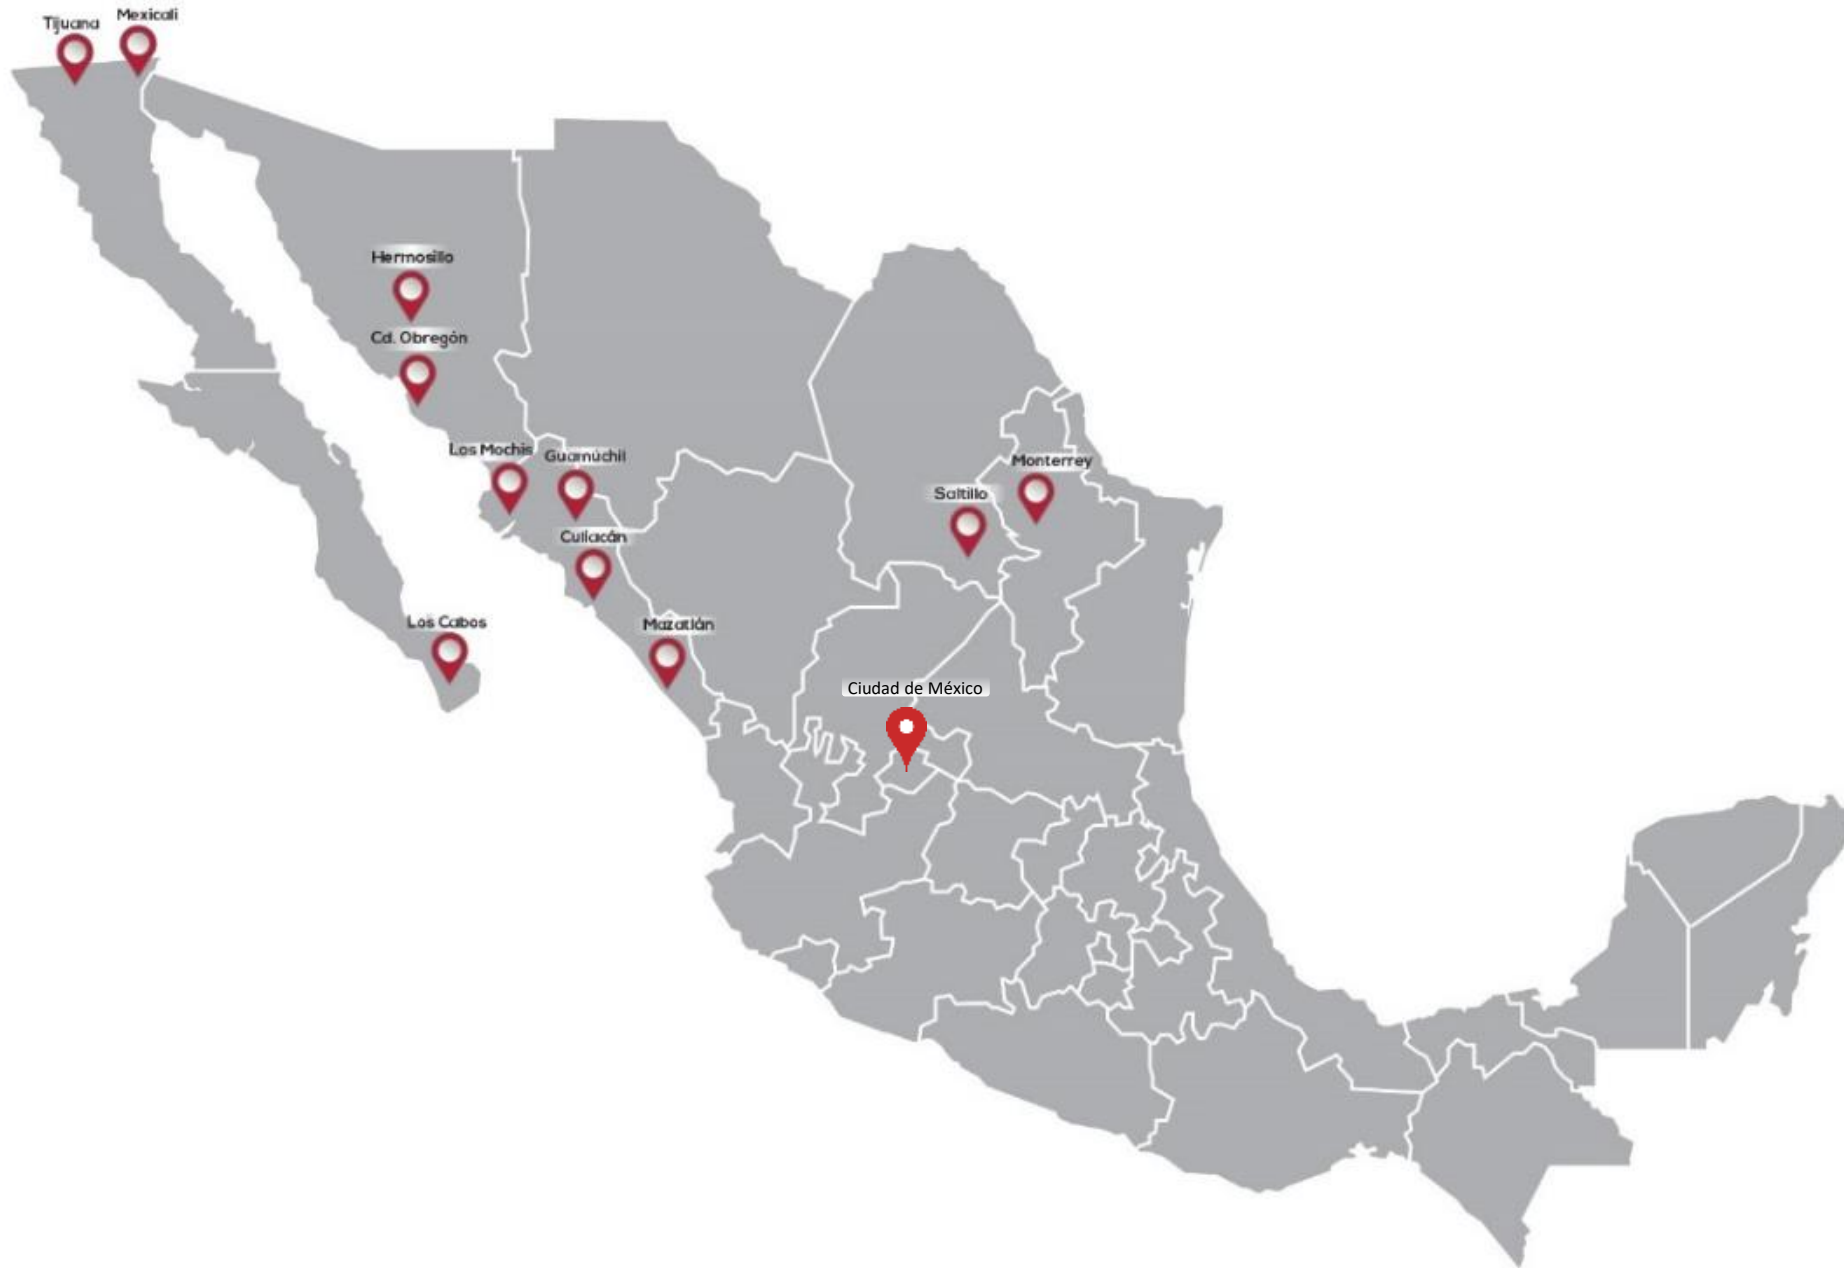 Tijuana
Mexicali
Hermosillo
Cd. Obregón
Los Mochis
Guamúchil
Monterrey
Saltillo
Culiacán
Los Cabos
Mazatlán
Ciudad de México